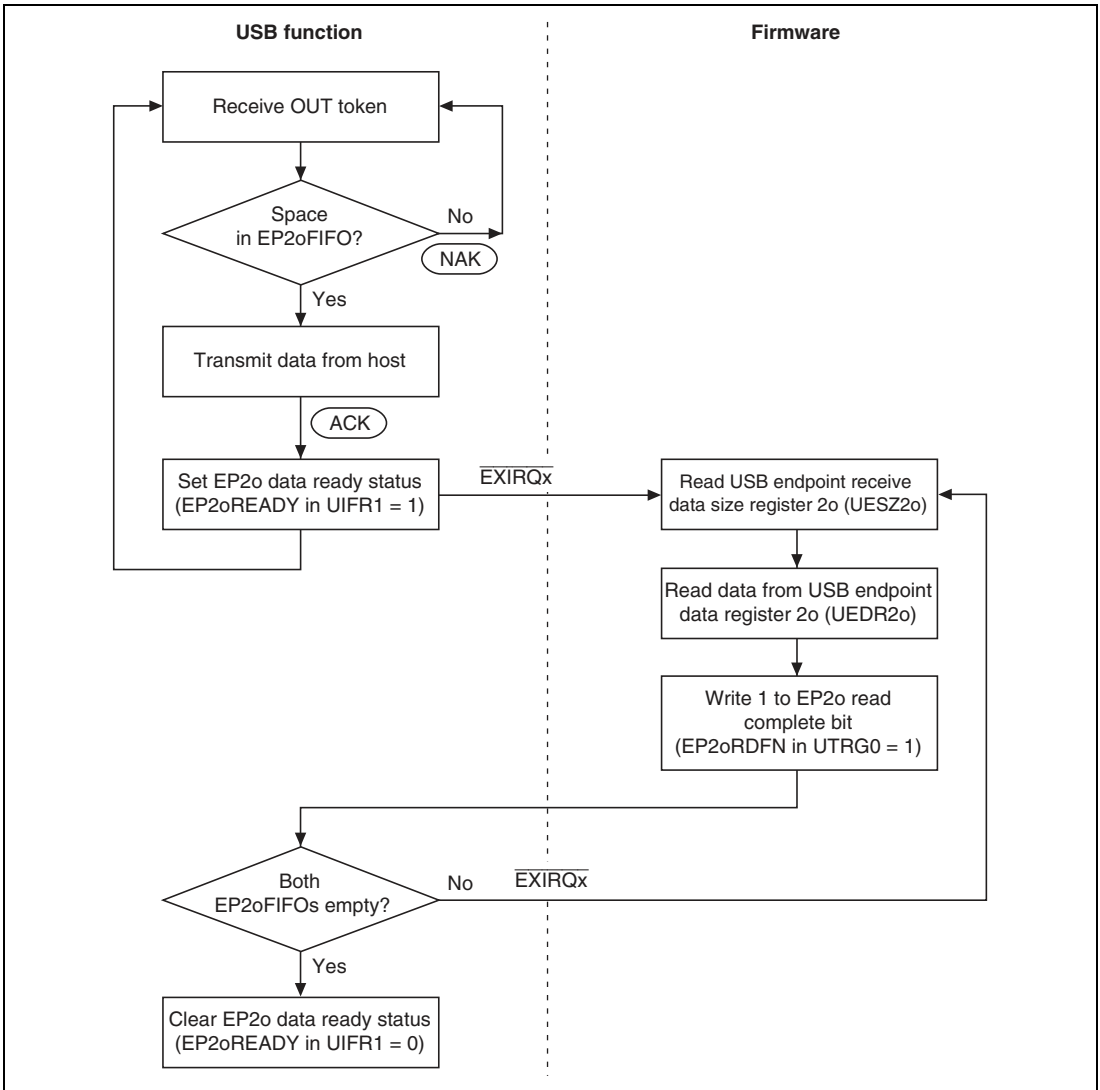 USB function
Firmware
Receive OUT token
Space
in EP2oFIFO?
No
NAK
Yes
Transmit data from host
ACK
Set EP2o data ready status
(EP2oREADY in UIFR1 = 1)
EXIRQx
Read USB endpoint receive
data size register 2o (UESZ2o)
Read data from USB endpoint
data register 2o (UEDR2o)
Write 1 to EP2o read
complete bit
(EP2oRDFN in UTRG0 = 1)
Both
EP2oFIFOs empty?
No
EXIRQx
Yes
Clear EP2o data ready status
(EP2oREADY in UIFR1 = 0)